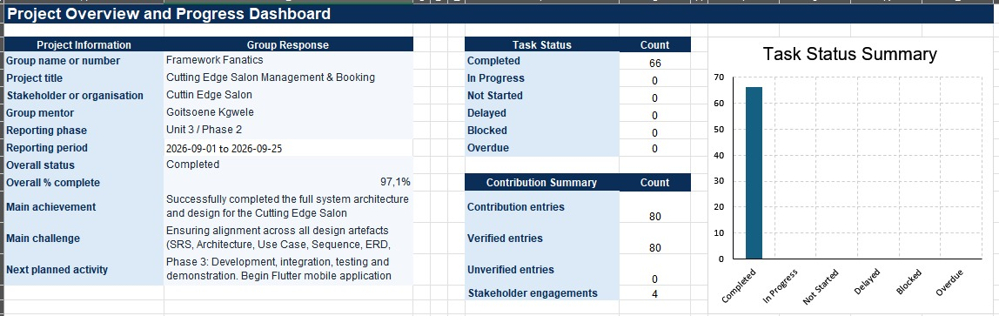 Project Overview and Progress Dashboard
Project Information Group Response
Group name or number Framework Fanatics
Project title Cutting Edge Salon Management & Booking
Stakeholder or organisation Cuttin Edge Salon
Group mentor Goitsoene Kgwele
Reporting phase Unit 3 / Phase 2
Reporting period 2026-09-01 to 2026-09-25
Overall status Completed
Overall % complete 97,1%
Main achievement Successfully completed the full system architecture
and design for the Cutting Edge Salon
Main challenge Ensuring alignment across all design artefacts
(SRS, Architecture, Use Case, Sequence, ERD,
Next planned activity Phase 3: Development, integration, testing and
demonstration. Begin Flutter mobile application
Task Status Count
Completed 66
In Progress 0
Not Started 0
Delayed 0
Blocked 0
Overdue 0
Contribution Summary Count
Contribution entries 80
Verified entries 80
Unverified entries 0
Stakeholder engagements 4
Task Status Summary
70
60
50
40
30
20
10
0
Completed
In Progress
Not Started
Delayed
Blocked
Overdue